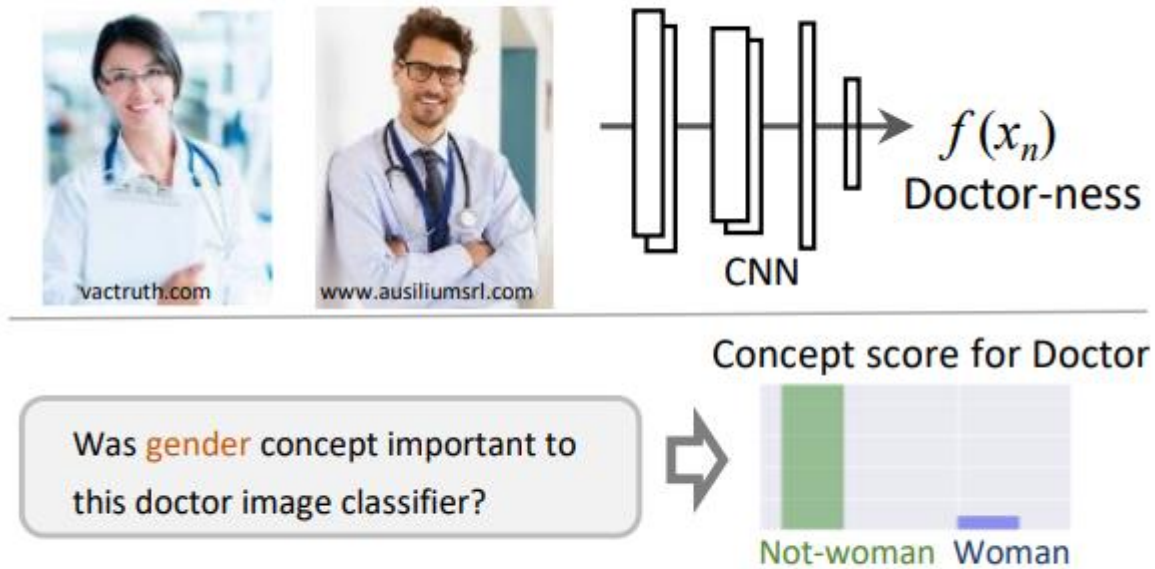 vactruth.com
www.ausiliumsrl.com
CNN
f(xₙ)
Doctor-ness
Concept score for Doctor
Was gender concept important to
this doctor image classifier?
Not-woman Woman